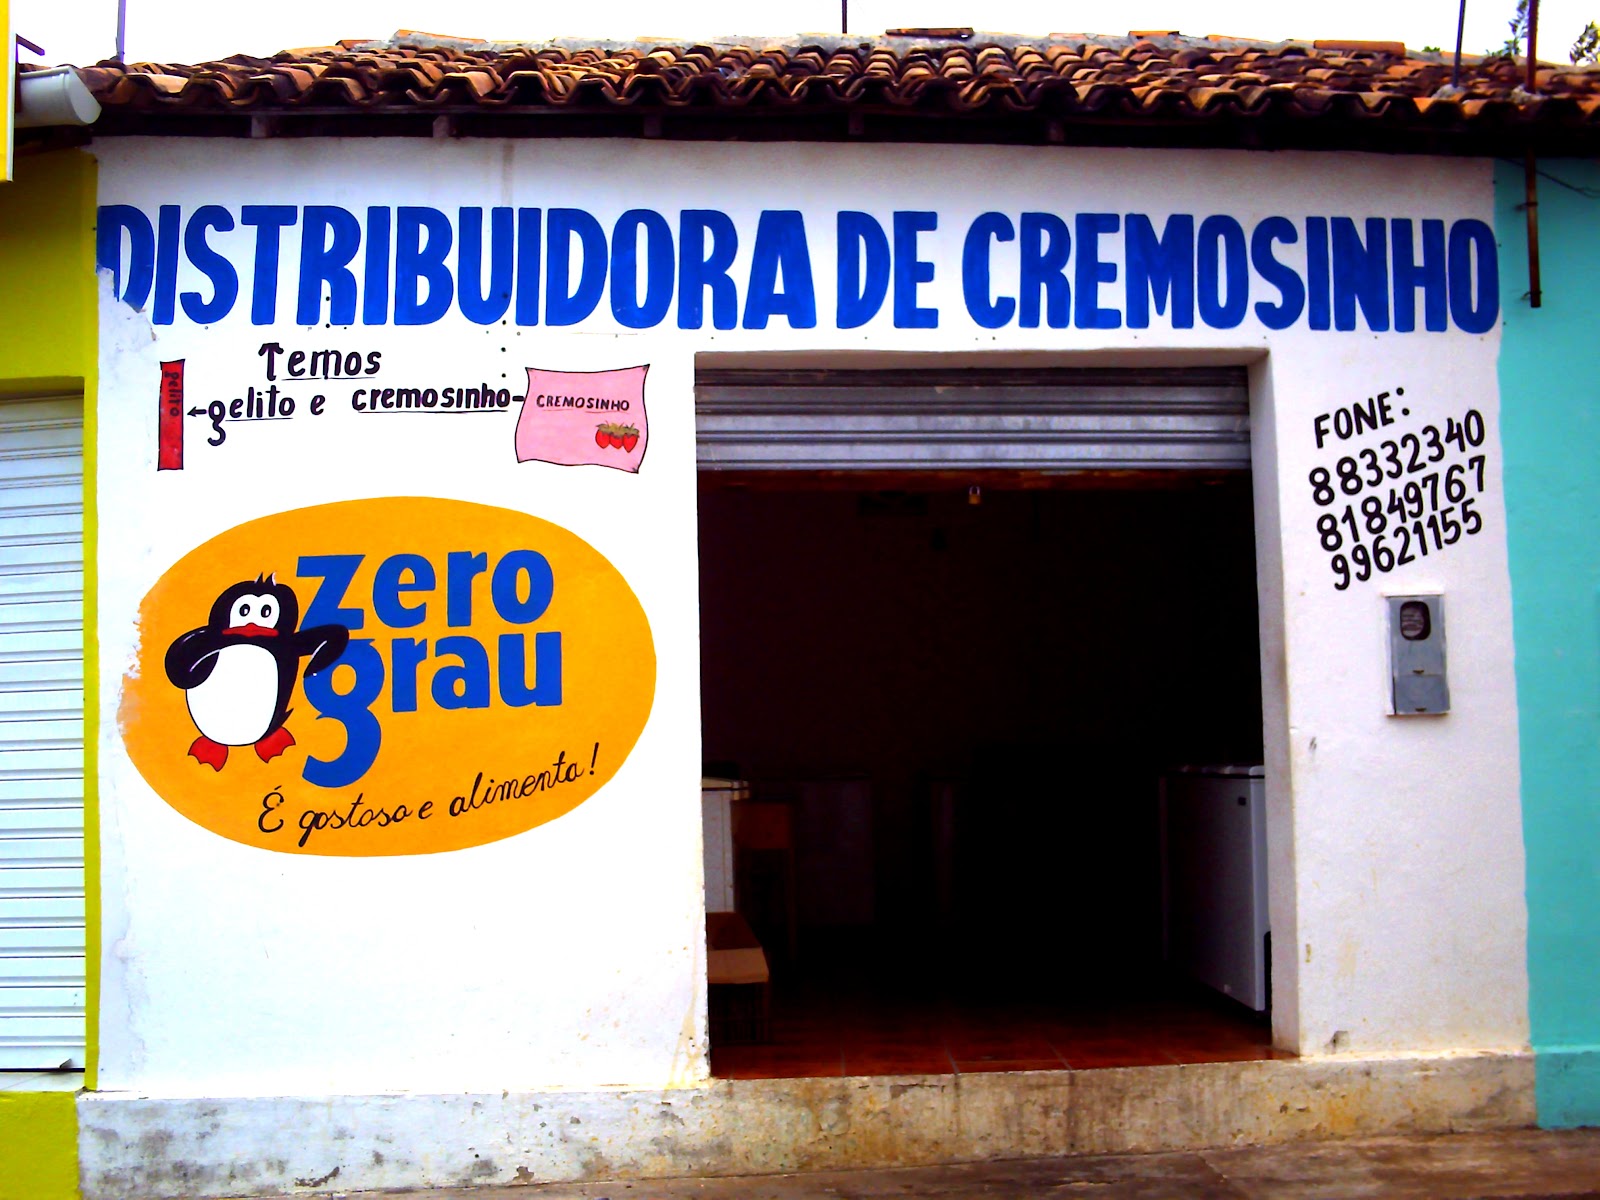 DISTRIBUIDORA DE CREMOSINHO
Temos
gelito e cremosinho
gelito
CREMOSINHO
zero
grau
É gostoso e alimenta!
FONE:
88332340
81849767
99621155